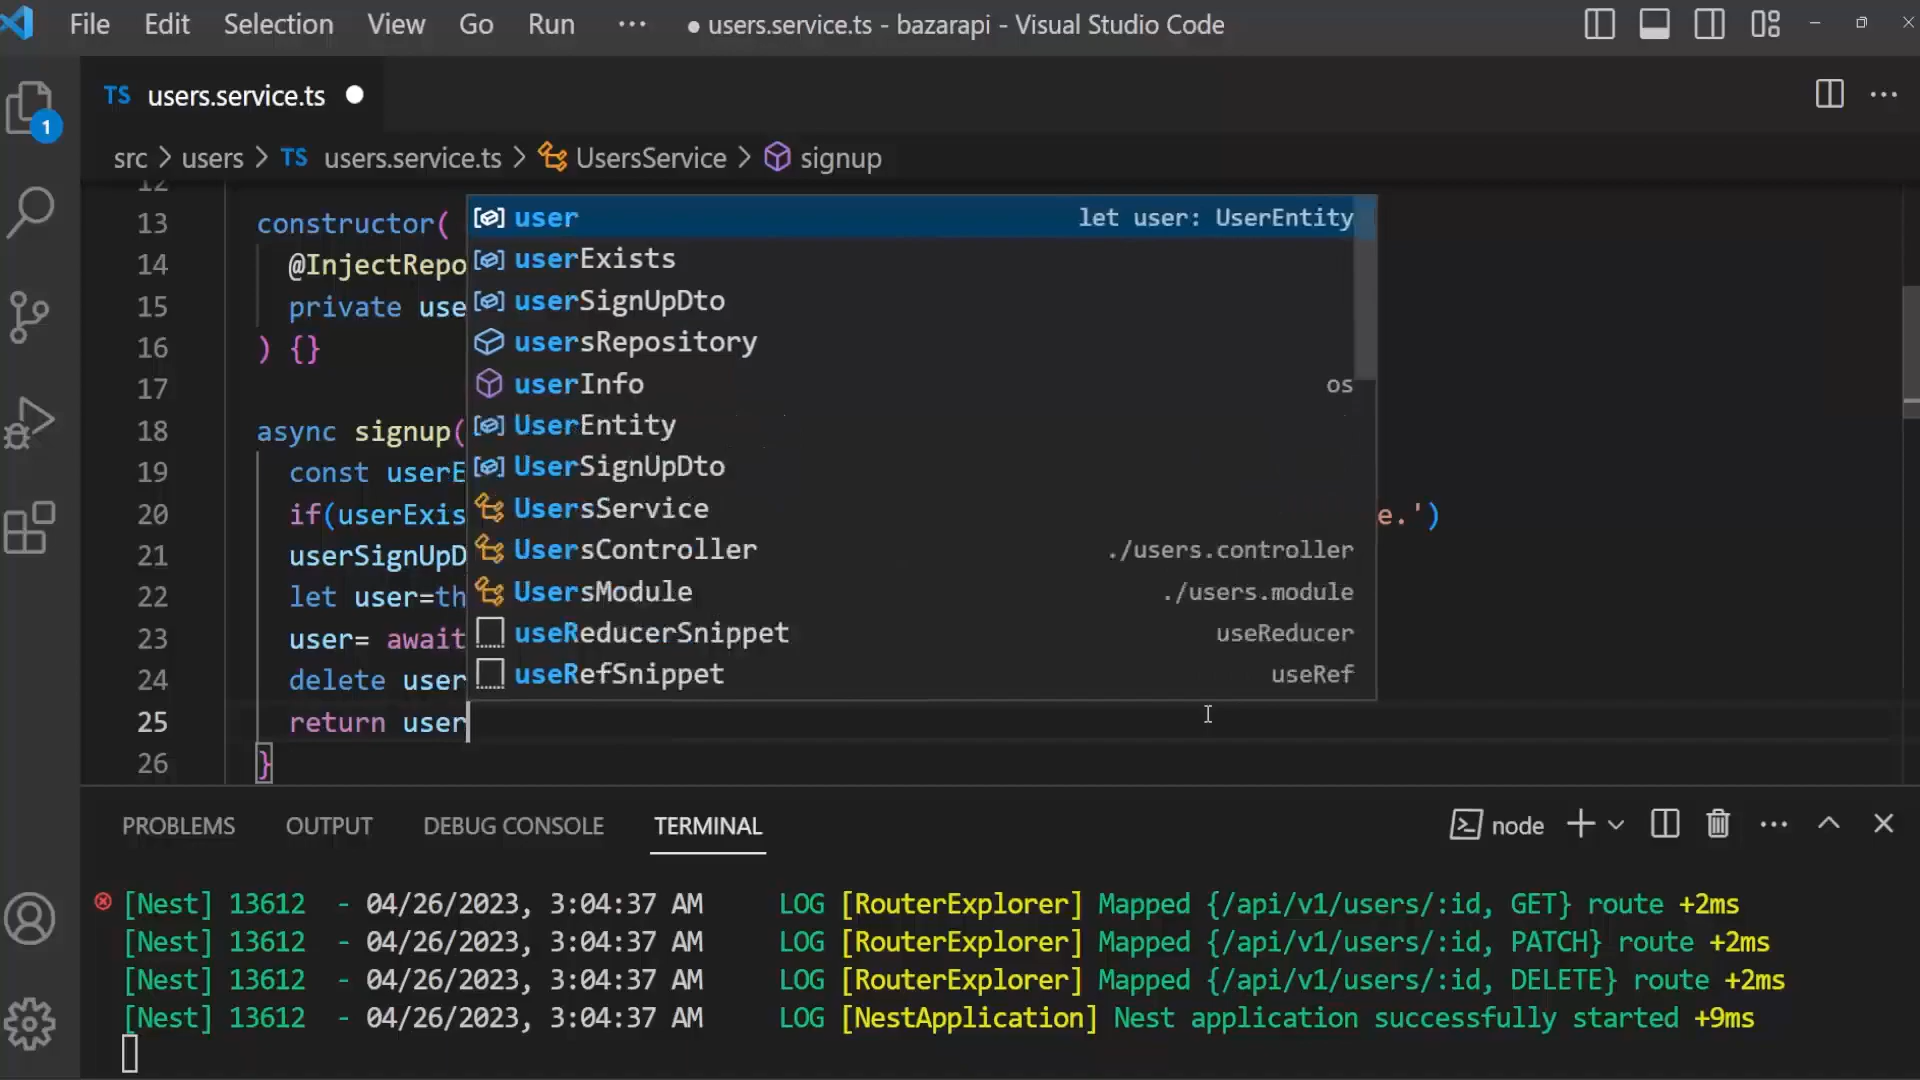 File Edit Selection View Go Run ··· ● users.service.ts - bazarapi - Visual Studio Code
TS users.service.ts
1
src > users > TS users.service.ts > UsersService > signup
12
13 constructor(
14 @InjectRepo
15 private use
16 ) {}
17
18 async signup(
19 const userE
20 if(userExis e.')
21 userSignUpD
22 let user=th
23 user= await
24 delete user
25 return user
26 }
user let user: UserEntity
userExists
userSignUpDto
usersRepository
userInfo os
UserEntity
UserSignUpDto
UsersService
UsersController ./users.controller
UsersModule ./users.module
useReducerSnippet useReducer
useRefSnippet useRef
PROBLEMS OUTPUT DEBUG CONSOLE TERMINAL node
[Nest] 13612 - 04/26/2023, 3:04:37 AM LOG [RouterExplorer] Mapped {/api/v1/users/:id, GET} route +2ms
[Nest] 13612 - 04/26/2023, 3:04:37 AM LOG [RouterExplorer] Mapped {/api/v1/users/:id, PATCH} route +2ms
[Nest] 13612 - 04/26/2023, 3:04:37 AM LOG [RouterExplorer] Mapped {/api/v1/users/:id, DELETE} route +2ms
[Nest] 13612 - 04/26/2023, 3:04:37 AM LOG [NestApplication] Nest application successfully started +9ms